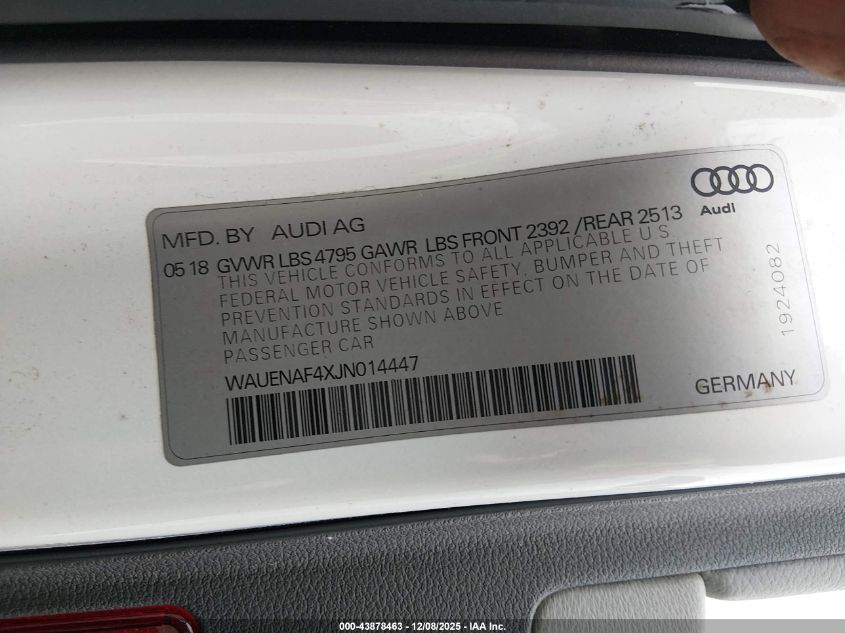 MFD. BY AUDI AG
Audi
05 18 GVWR LBS 4795 GAWR LBS FRONT 2392 /REAR 2513
THIS VEHICLE CONFORMS TO ALL APPLICABLE U.S.
FEDERAL MOTOR VEHICLE SAFETY, BUMPER AND THEFT
PREVENTION STANDARDS IN EFFECT ON THE DATE OF
MANUFACTURE SHOWN ABOVE
PASSENGER CAR
WAUENAF4XJN014447
1924082
GERMANY
000-43878463 - 12/08/2025 - IAA Inc.